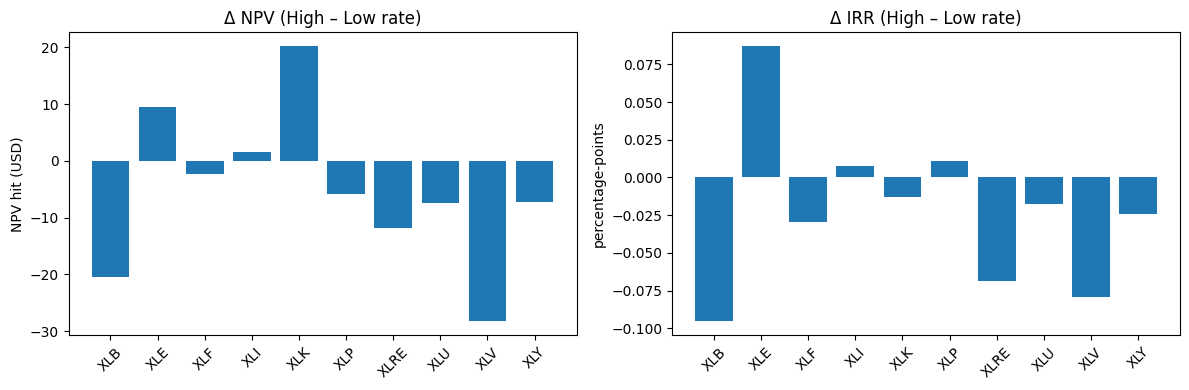 Δ NPV (High – Low rate)
NPV hit (USD)
20
10
0
−10
−20
−30
XLB XLE XLF XLI XLK XLP XLRE XLU XLV XLY
Δ IRR (High – Low rate)
percentage-points
0.075
0.050
0.025
0.000
−0.025
−0.050
−0.075
−0.100
XLB XLE XLF XLI XLK XLP XLRE XLU XLV XLY